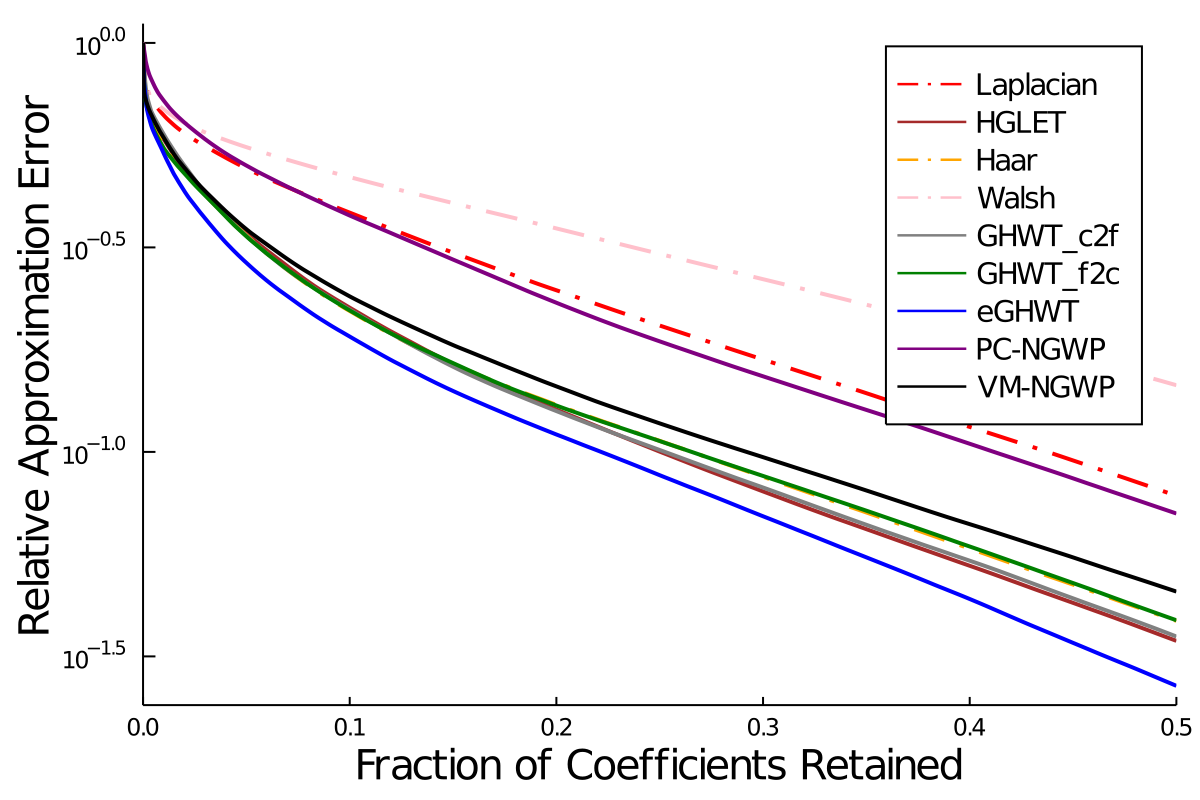 Relative Approximation Error
10^0.0
10^−0.5
10^−1.0
10^−1.5
Laplacian
HGLET
Haar
Walsh
GHWT_c2f
GHWT_f2c
eGHWT
PC-NGWP
VM-NGWP
0.0 0.1 0.2 0.3 0.4 0.5
Fraction of Coefficients Retained